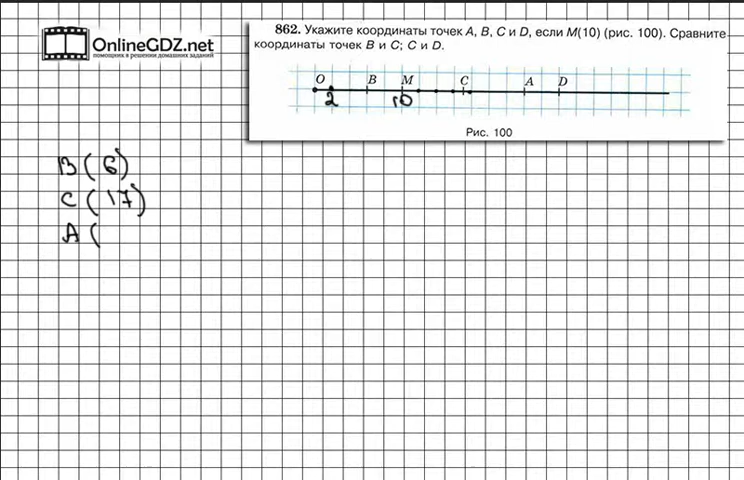 OnlineGDZ.net
помощник в решении домашних заданий
862. Укажите координаты точек A, B, C и D, если M(10) (рис. 100). Сравните
координаты точек B и C; C и D.
O B M C A D
2 10
Рис. 100
B ( 6 )
C ( 17 )
A (